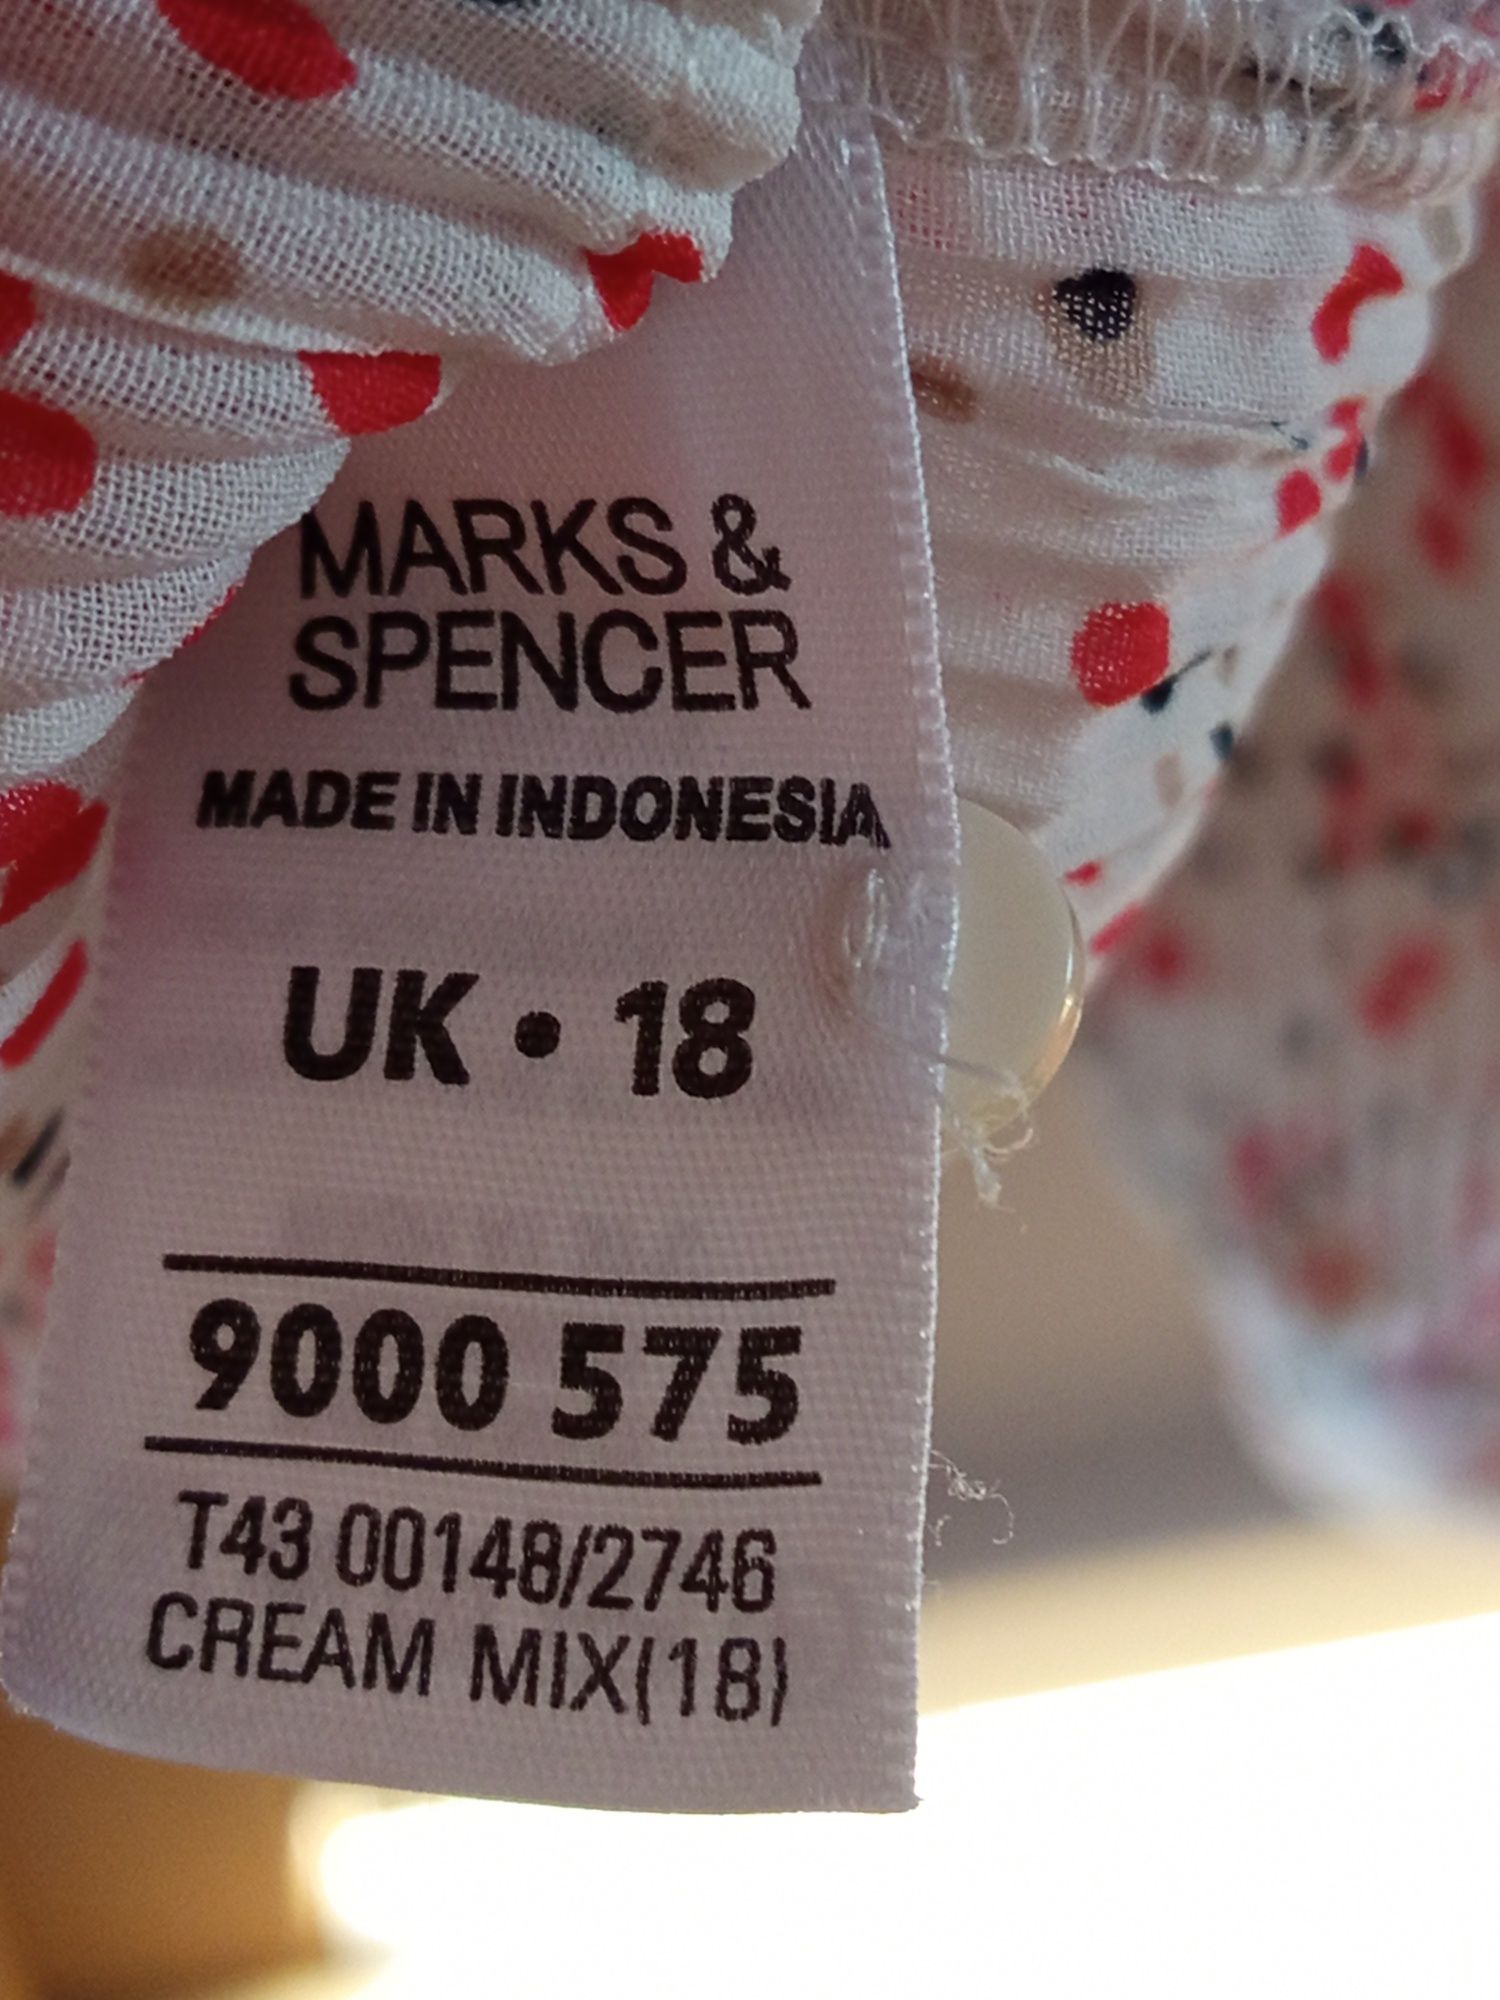 MARKS &
SPENCER
MADE IN INDONESIA
UK • 18
9000 575
T43 00148/2746
CREAM MIX(18)